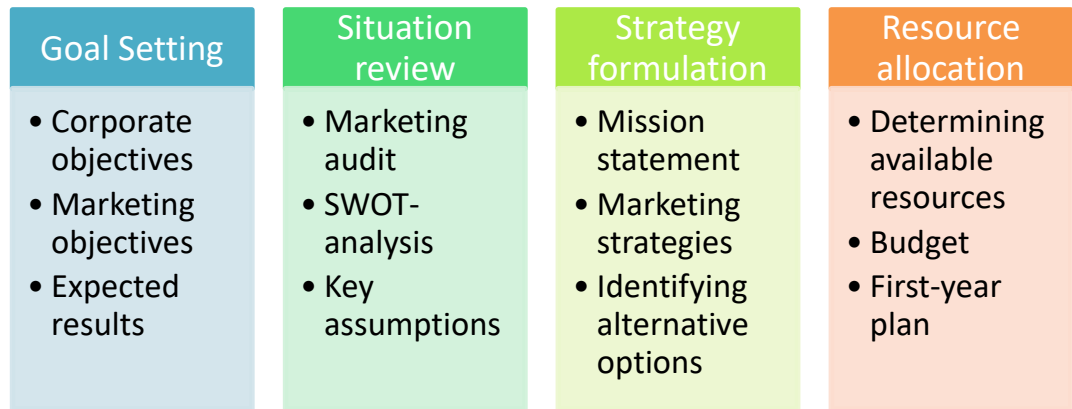 Goal Setting
• Corporate
objectives
• Marketing
objectives
• Expected
results
Situation
review
• Marketing
audit
• SWOT-
analysis
• Key
assumptions
Strategy
formulation
• Mission
statement
• Marketing
strategies
• Identifying
alternative
options
Resource
allocation
• Determining
available
resources
• Budget
• First-year
plan